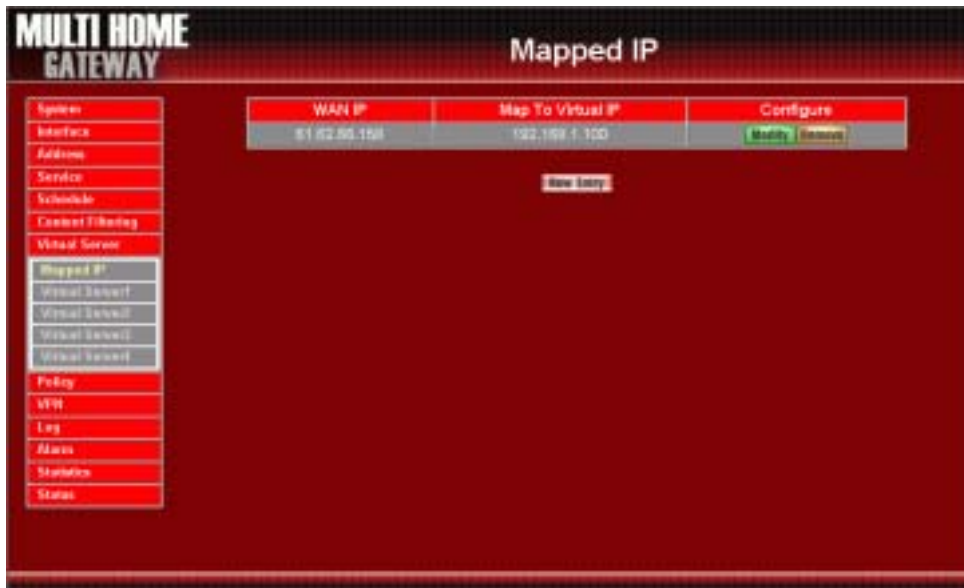 MULTI HOME
GATEWAY
Mapped IP
System
Interface
Address
Service
Schedule
Content Filtering
Virtual Server
Mapped IP
Virtual Server1
Virtual Server2
Virtual Server3
Virtual Server4
Policy
VPN
Log
Alarm
Statistics
Status
WAN IP Map To Virtual IP Configure
192.168.1.100 Modify Remove
New Entry